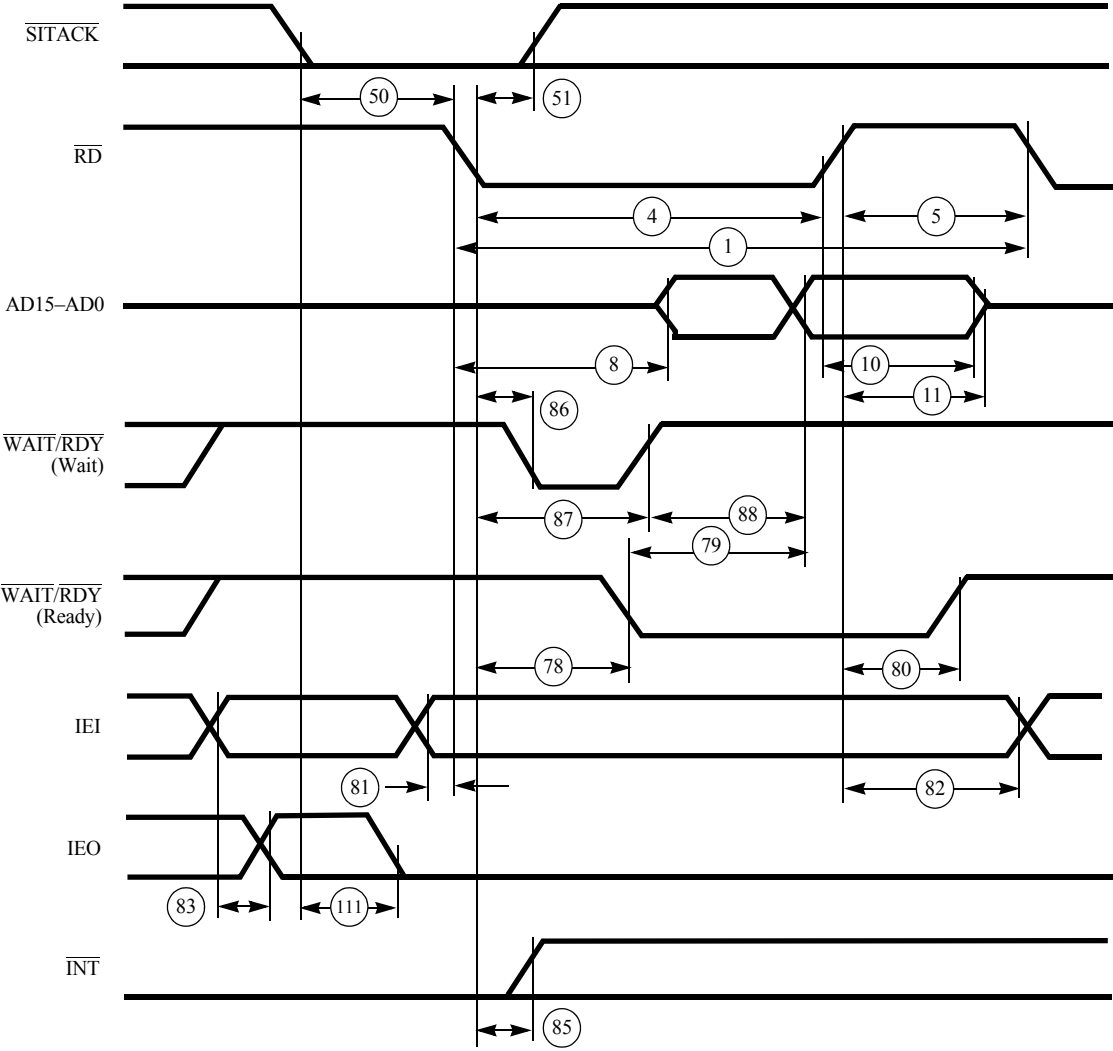 SITACK
50
51
RD
4
5
1
AD15–AD0
8
10
11
86
WAIT/RDY
(Wait)
87
88
79
WAIT/RDY
(Ready)
78
80
IEI
81
82
IEO
83
111
INT
85